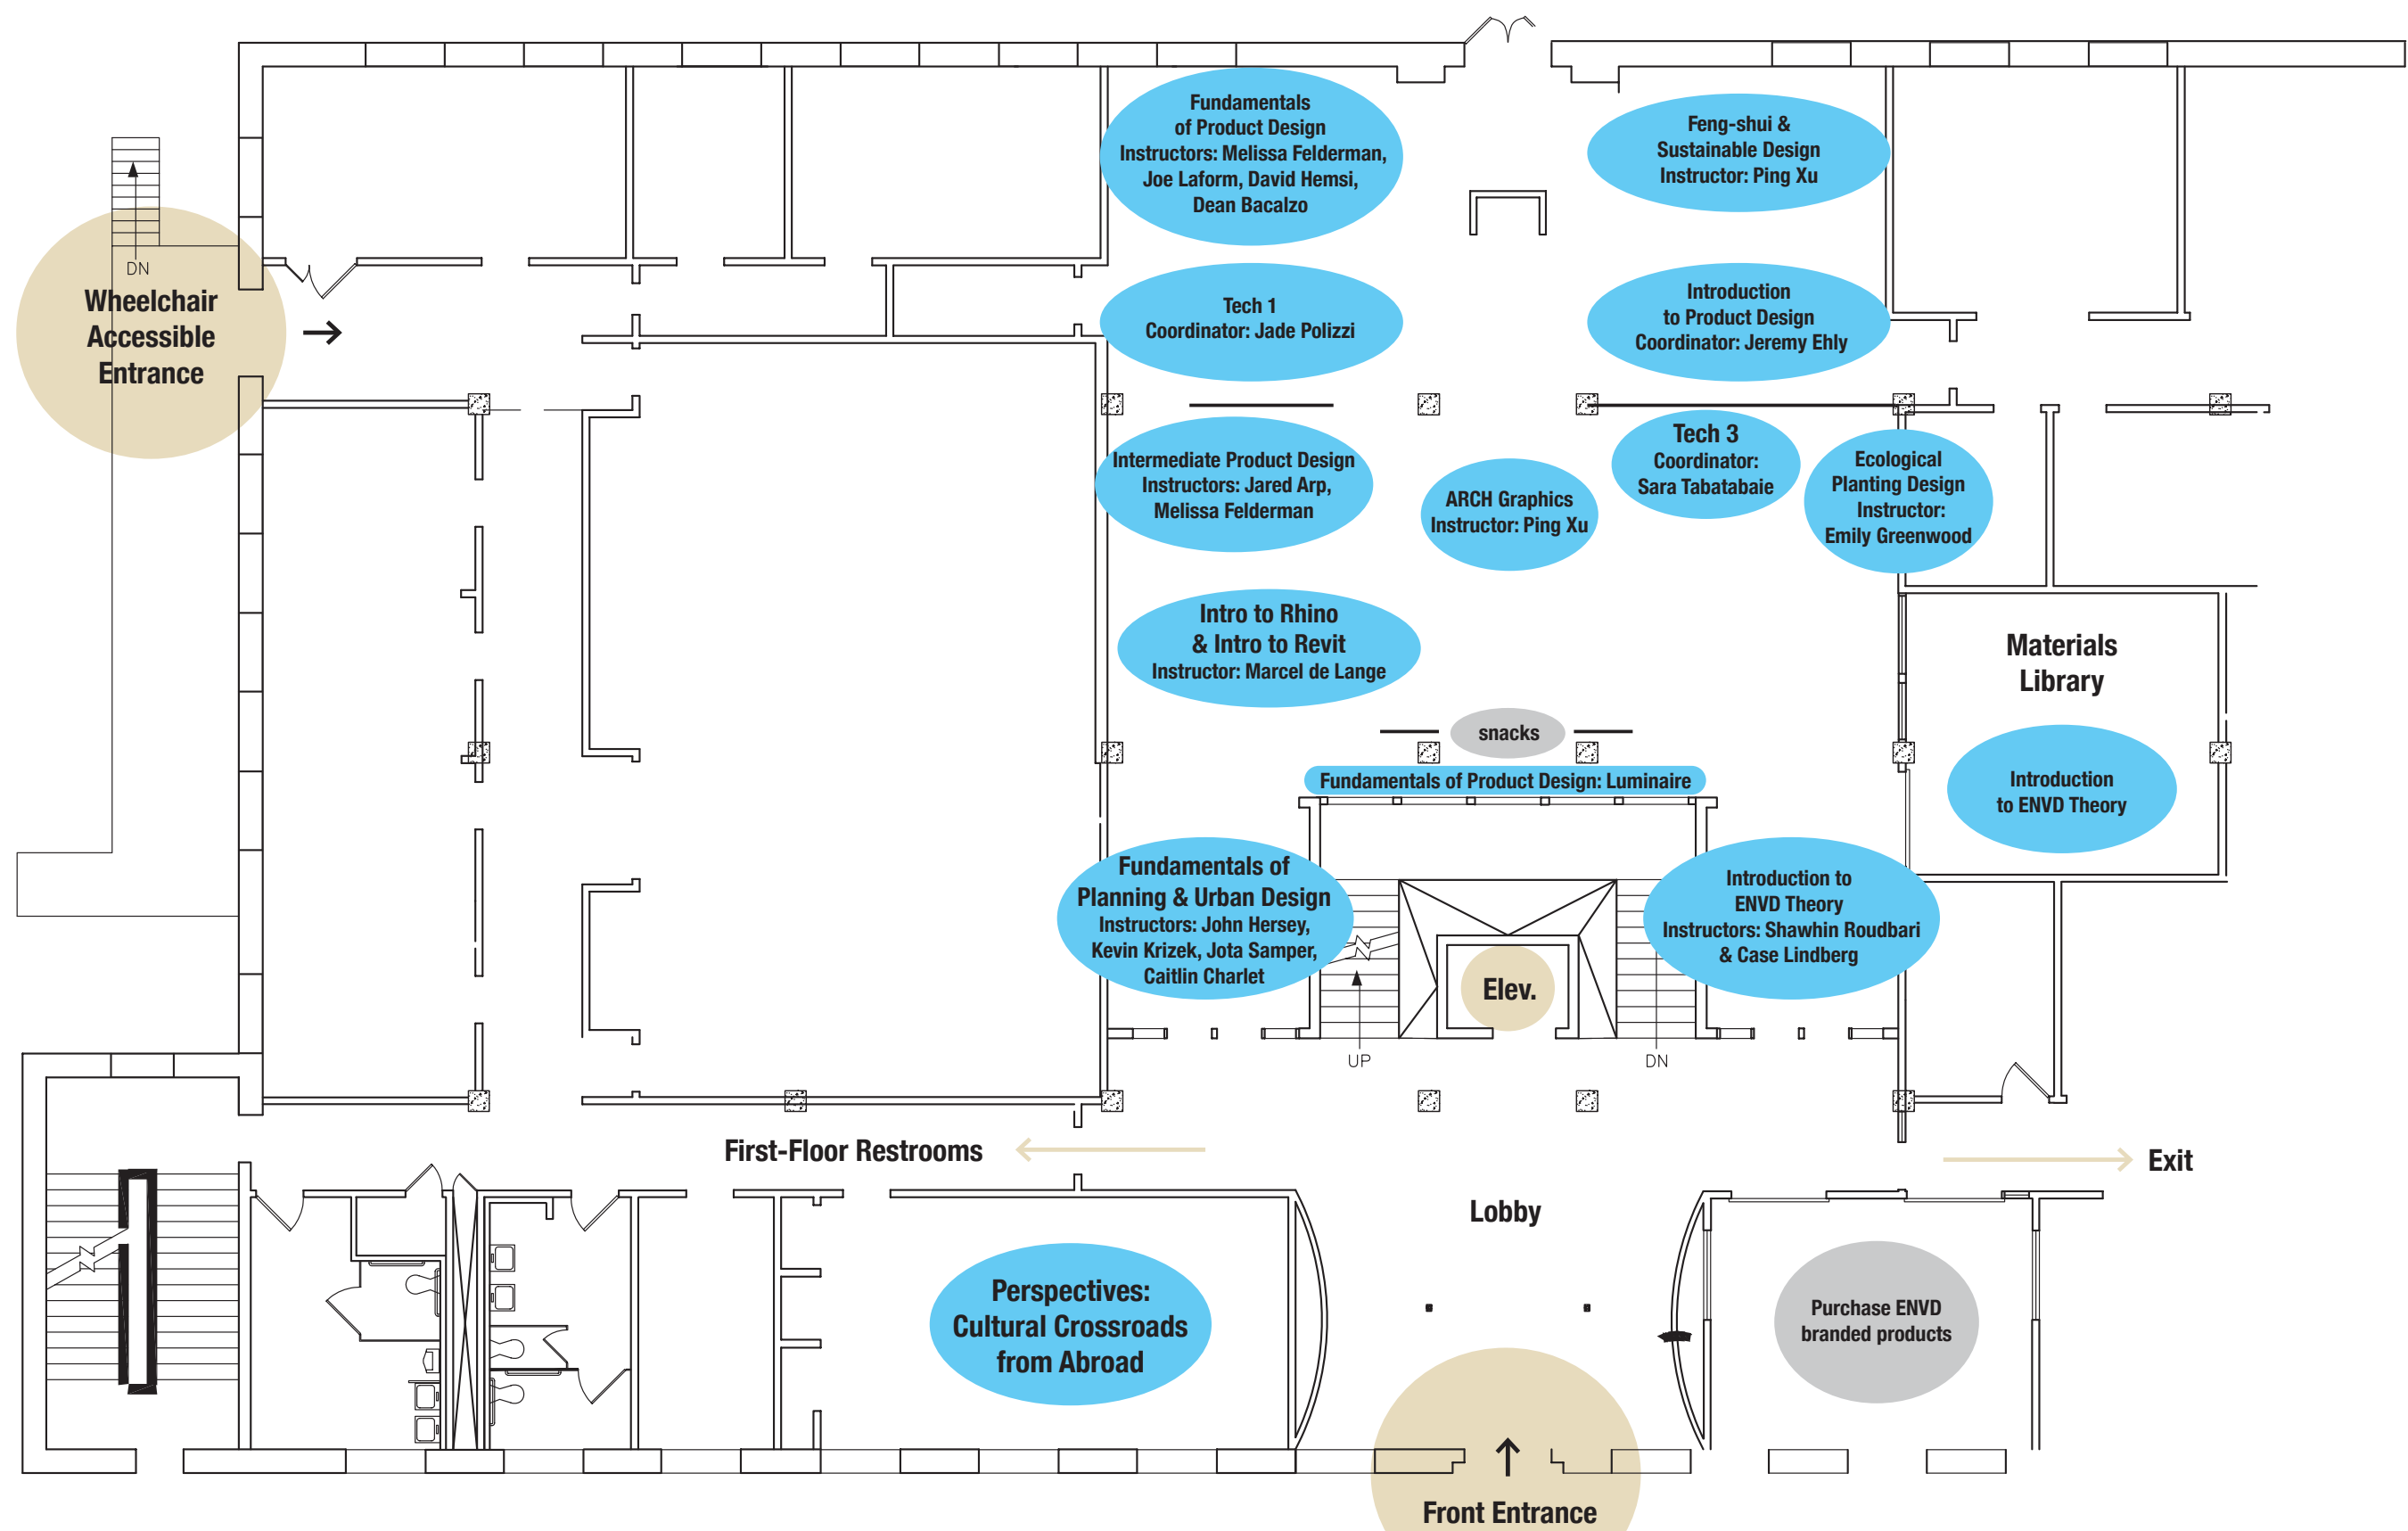 Fundamentals
of Product Design
Instructors: Melissa Felderman,
Joe Laform, David Hemsi,
Dean Bacalzo
Feng-shui &
Sustainable Design
Instructor: Ping Xu
DN
Wheelchair
Accessible
Entrance
Tech 1
Coordinator: Jade Polizzi
Introduction
to Product Design
Coordinator: Jeremy Ehly
Intermediate Product Design
Instructors: Jared Arp,
Melissa Felderman
ARCH Graphics
Instructor: Ping Xu
Tech 3
Coordinator:
Sara Tabatabaie
Ecological
Planting Design
Instructor:
Emily Greenwood
Intro to Rhino
& Intro to Revit
Instructor: Marcel de Lange
Materials
Library
snacks
Fundamentals of Product Design: Luminaire
Introduction
to ENVD Theory
Fundamentals of
Planning & Urban Design
Instructors: John Hersey,
Kevin Krizek, Jota Samper,
Caitlin Charlet
Introduction to
ENVD Theory
Instructors: Shawhin Roudbari
& Case Lindberg
Elev.
UP
DN
First-Floor Restrooms
Exit
Lobby
Perspectives:
Cultural Crossroads
from Abroad
Purchase ENVD
branded products
Front Entrance